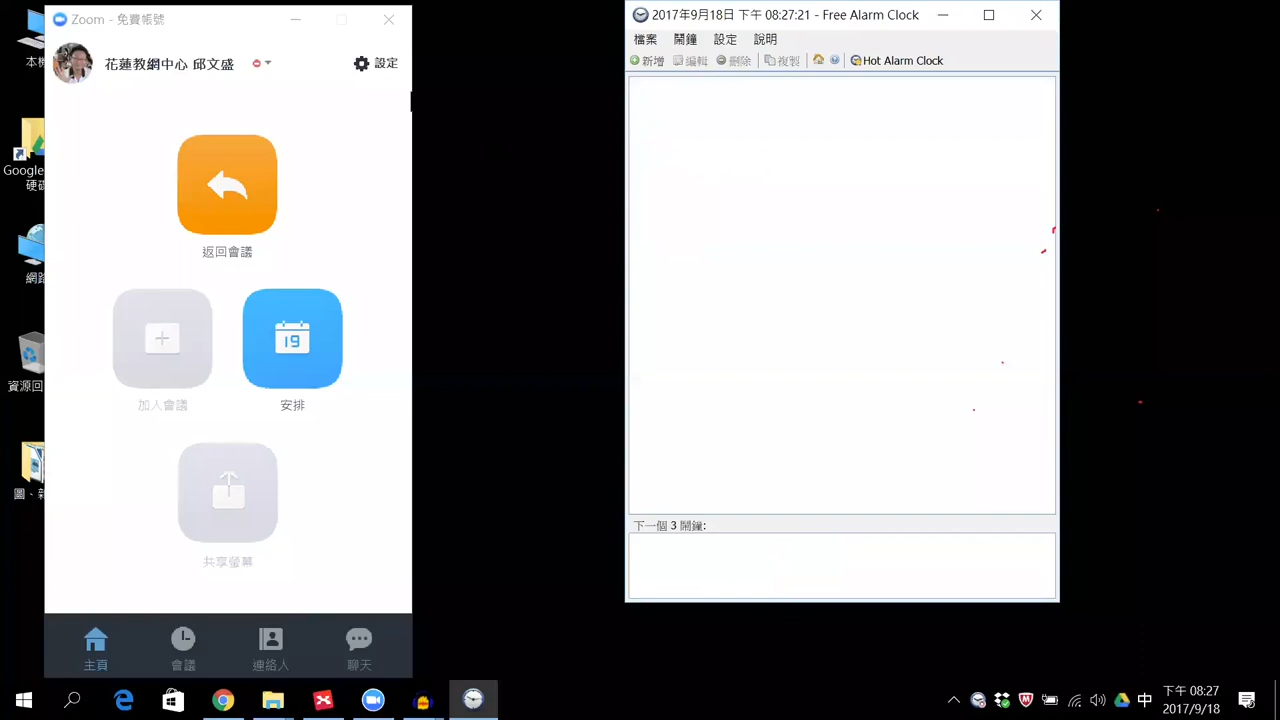 Zoom - 免費帳號
花蓮教網中心 邱文盛
設定
返回會議
加入會議
安排
19
共享螢幕
主頁
會議
連絡人
聊天
2017年9月18日 下午 08:27:21 - Free Alarm Clock
檔案 鬧鐘 設定 說明
新增 編輯 刪除 複製 Hot Alarm Clock
下一個 3 鬧鐘:
Google
網路
中
下午 08:27
2017/9/18